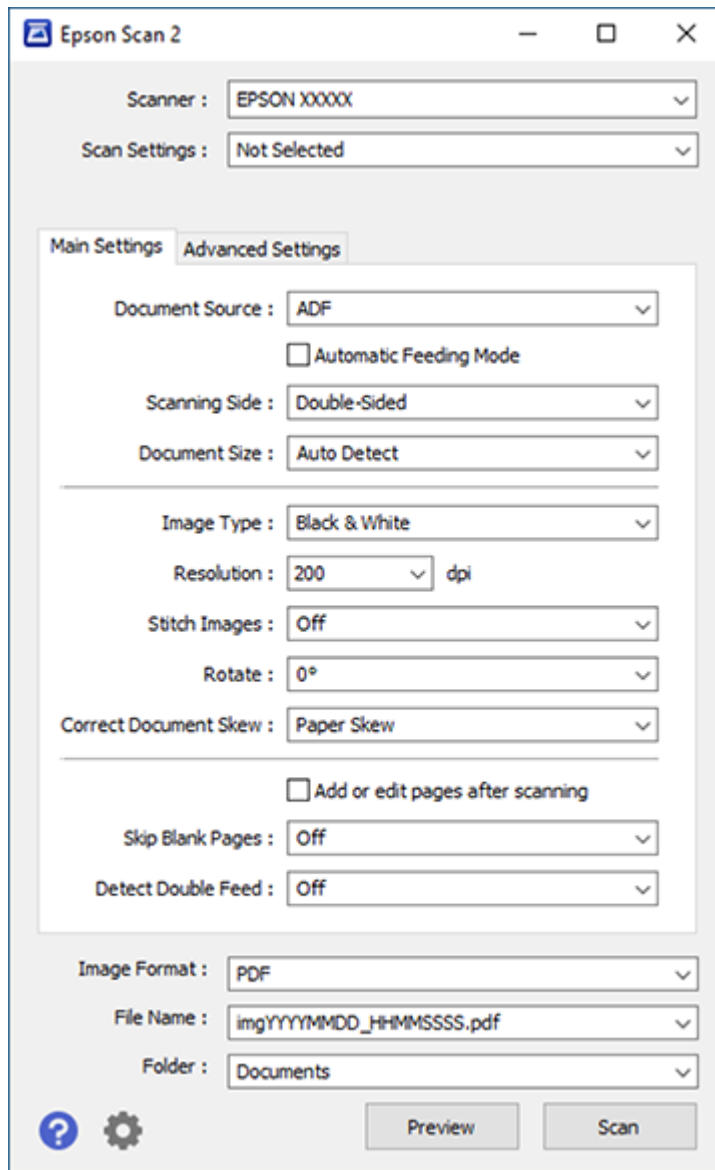 Epson Scan 2
Scanner : EPSON XXXXX
Scan Settings : Not Selected
Main Settings Advanced Settings
Document Source : ADF
Automatic Feeding Mode
Scanning Side : Double-Sided
Document Size : Auto Detect
Image Type : Black & White
Resolution : 200 dpi
Stitch Images : Off
Rotate : 0°
Correct Document Skew : Paper Skew
Add or edit pages after scanning
Skip Blank Pages : Off
Detect Double Feed : Off
Image Format : PDF
File Name : imgYYYYMMDD_HHMMSSSS.pdf
Folder : Documents
? Preview Scan